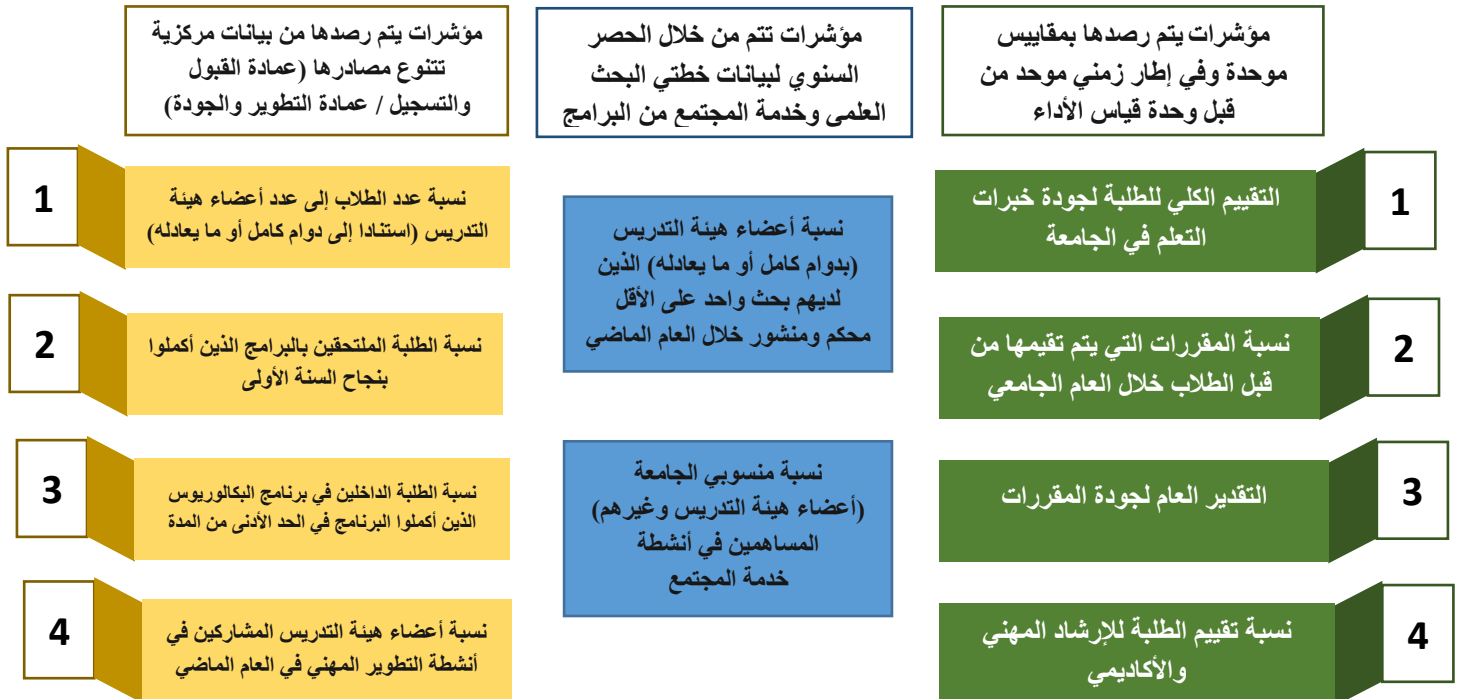 مؤشرات يتم رصدها بمقاييس
موحدة وفي إطار زمني موحد من
قبل وحدة قياس الأداء
1
التقييم الكلي للطلبة لجودة خبرات
التعلم في الجامعة
2
نسبة المقررات التي يتم تقيمها من
قبل الطلاب خلال العام الجامعي
3
التقدير العام لجودة المقررات
4
نسبة تقييم الطلبة للإرشاد المهني
والأكاديمي
مؤشرات تتم من خلال الحصر
السنوي لبيانات خطتي البحث
العلمي وخدمة المجتمع من البرامج
نسبة أعضاء هيئة التدريس
(بدوام كامل أو ما يعادله) الذين
لديهم بحث واحد على الأقل
محكم ومنشور خلال العام الماضي
نسبة منسوبي الجامعة
(أعضاء هيئة التدريس وغيرهم)
المساهمين في أنشطة
خدمة المجتمع
مؤشرات يتم رصدها من بيانات مركزية
تتنوع مصادرها (عمادة القبول
والتسجيل / عمادة التطوير والجودة)
1
نسبة عدد الطلاب إلى عدد أعضاء هيئة
التدريس (استنادا إلى دوام كامل أو ما يعادله)
2
نسبة الطلبة الملتحقين بالبرامج الذين أكملوا
بنجاح السنة الأولى
3
نسبة الطلبة الداخلين في برنامج البكالوريوس
الذين أكملوا البرنامج في الحد الأدنى من المدة
4
نسبة أعضاء هيئة التدريس المشاركين في
أنشطة التطوير المهني في العام الماضي